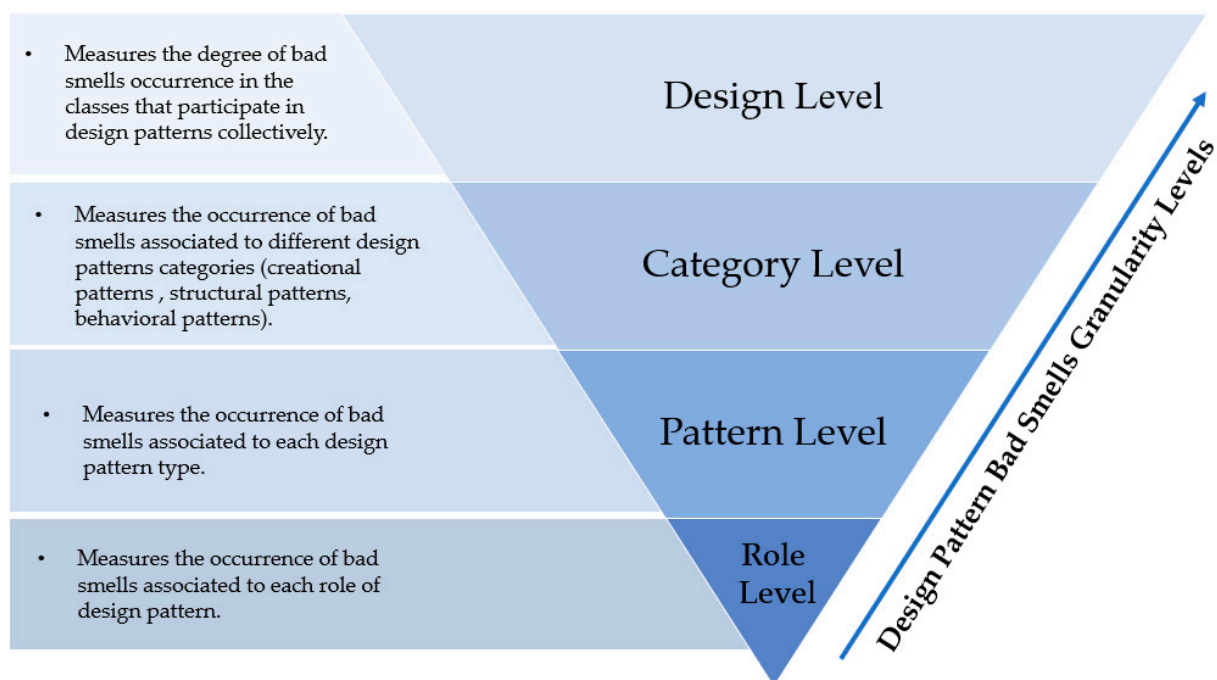 • Measures the degree of bad
smells occurrence in the
classes that participate in
design patterns collectively.
Design Level
• Measures the occurrence of bad
smells associated to different design
patterns categories (creational
patterns , structural patterns,
behavioral patterns).
Category Level
• Measures the occurrence of bad
smells associated to each design
pattern type.
Pattern Level
• Measures the occurrence of bad
smells associated to each role of
design pattern.
Role
Level
Design Pattern Bad Smells Granularity Levels